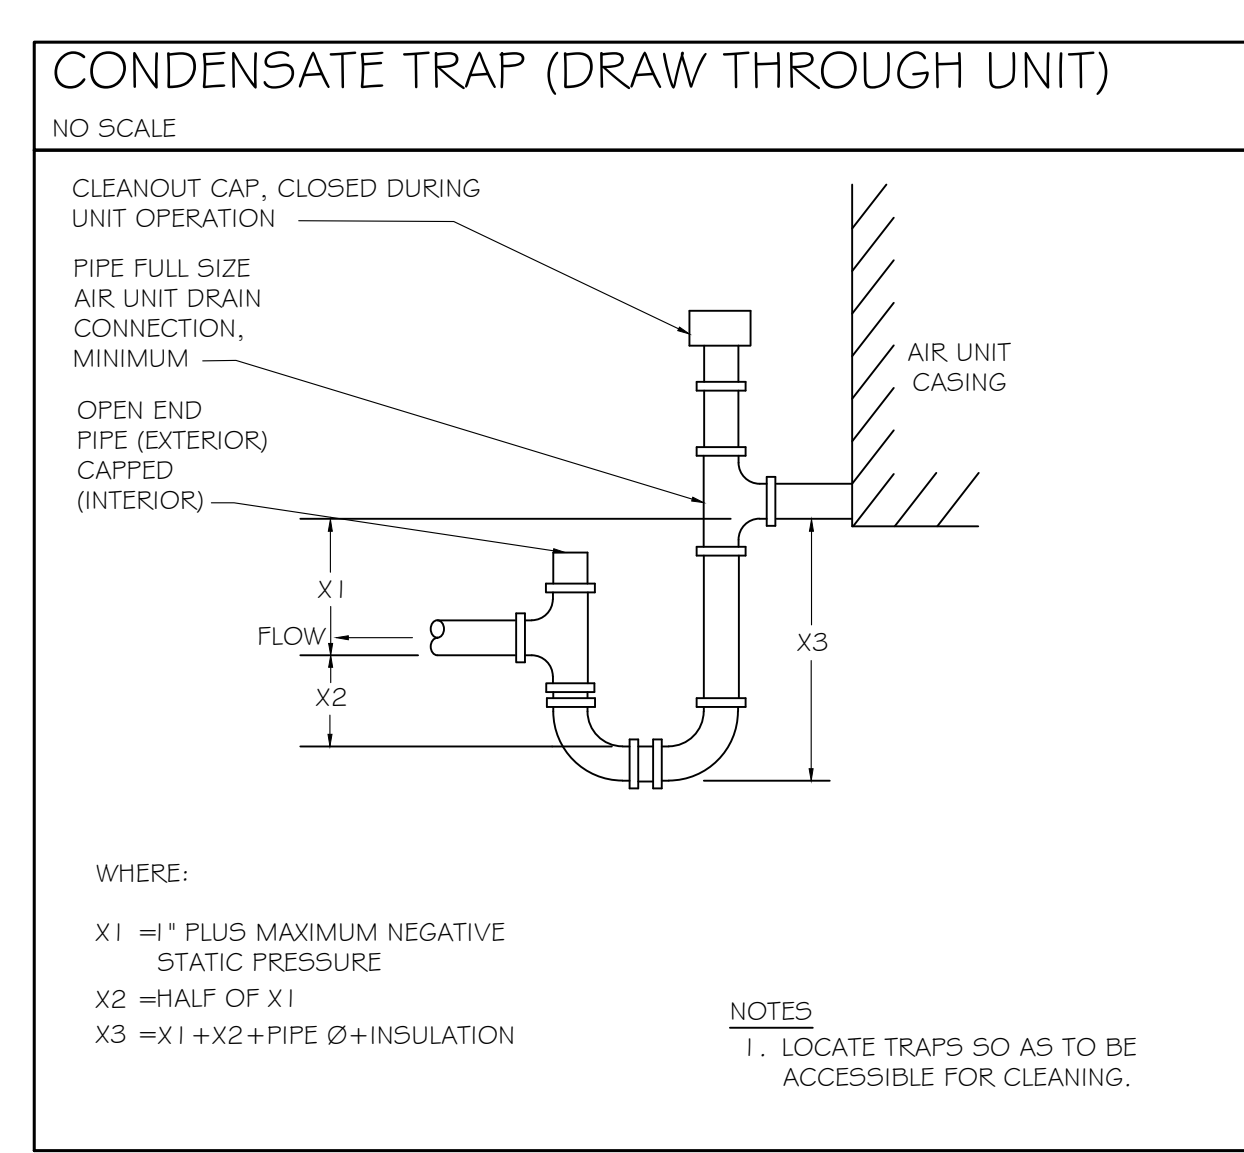 CONDENSATE TRAP (DRAW THROUGH UNIT)
NO SCALE
CLEANOUT CAP, CLOSED DURING
UNIT OPERATION
PIPE FULL SIZE
AIR UNIT DRAIN
CONNECTION,
MINIMUM
OPEN END
PIPE (EXTERIOR)
CAPPED
(INTERIOR)
AIR UNIT
CASING
X1
FLOW
X2
X3
WHERE:
X1 =1" PLUS MAXIMUM NEGATIVE
STATIC PRESSURE
X2 =HALF OF X1
X3 =X1+X2+PIPE Ø+INSULATION
NOTES
1. LOCATE TRAPS SO AS TO BE
ACCESSIBLE FOR CLEANING.